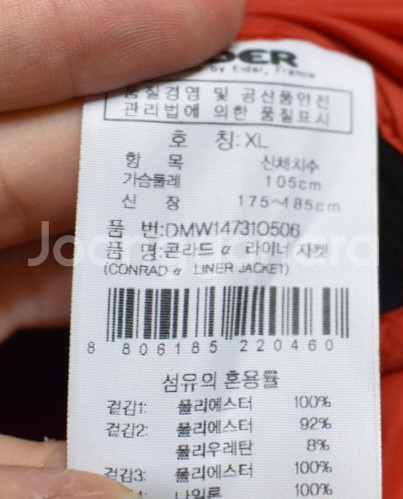 DER
by Eider, France
품질경영 및 공산품안전
관리법에 의한 품질표시
호 칭: XL
항 목 신체치수
가슴둘레 105cm
신 장 175~185cm
품 번:DMW14731O506
품 명:콘라드 α 라이너 자켓
(CONRAD α LINER JACKET)
8 806185 220460
섬유의 혼용률
겉감1: 폴리에스터 100%
겉감2: 폴리에스터 92%
폴리우레탄 8%
겉감3: 폴리에스터 100%
나일론 100%